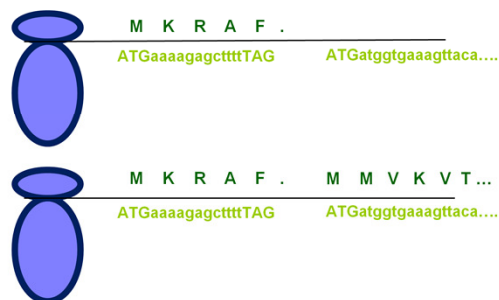 M K R A F .
ATGaaaagagcttttTAG ATGatggtgaaagttaca....
M K R A F . M M V K V T...
ATGaaaagagcttttTAG ATGatggtgaaagttaca....